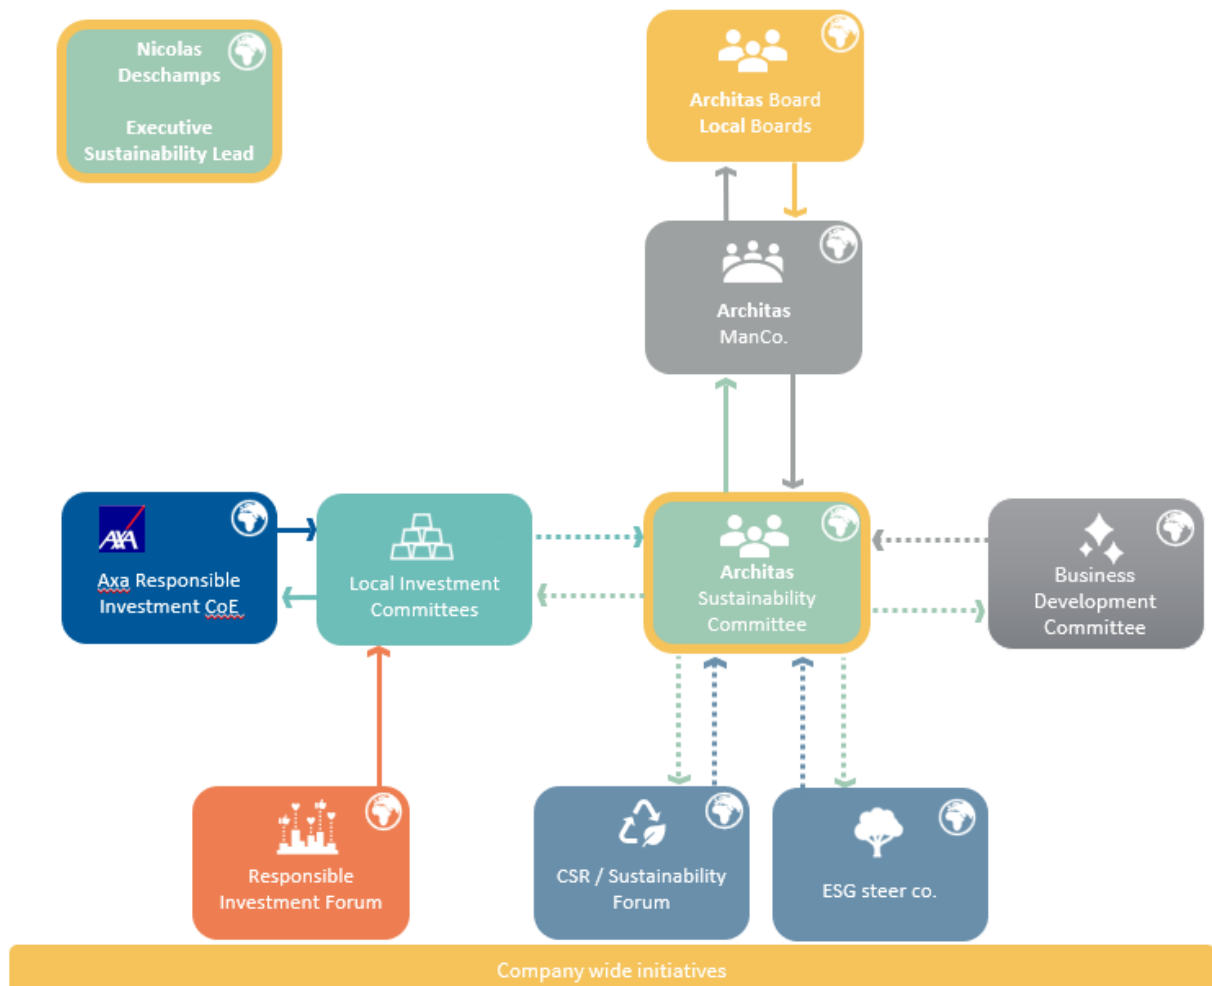 Nicolas
Deschamps
Executive
Sustainability Lead
Architas Board
Local Boards
Architas
ManCo.
AXA
Axa Responsible
Investment CoE
Local Investment
Committees
Architas
Sustainability
Committee
Business
Development
Committee
Responsible
Investment Forum
CSR / Sustainability
Forum
ESG steer co.
Company wide initiatives